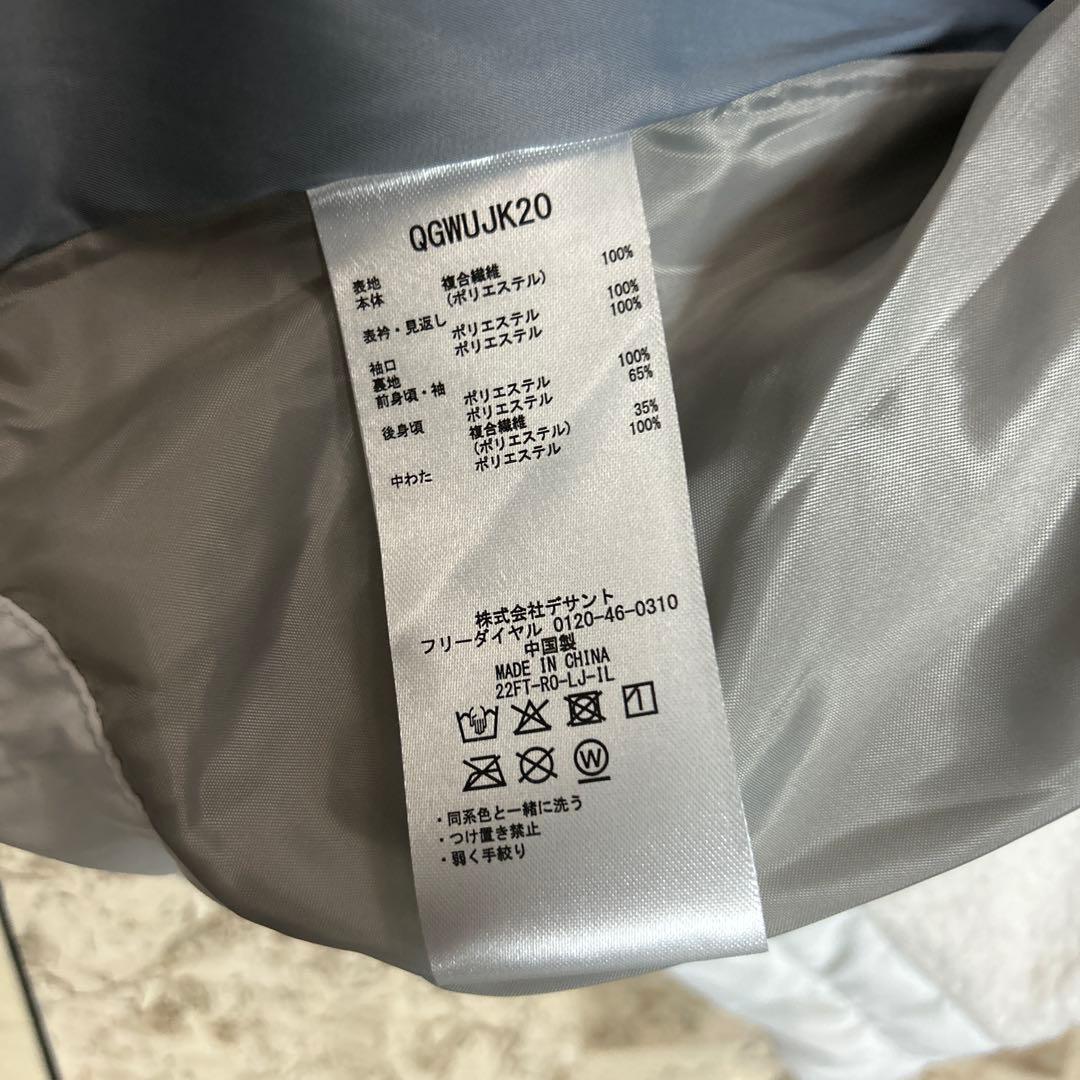 QGWUJK20
表地 複合繊維 100%
本体 (ポリエステル)
表衿・見返し ポリエステル 100%
袖口 ポリエステル 100%
裏地
前身頃・袖 ポリエステル 100%
後身頃 ポリエステル 65%
複合繊維 35%
(ポリエステル)
中わた ポリエステル 100%
株式会社デサント
フリーダイヤル 0120-46-0310
中国製
MADE IN CHINA
22FT-RO-LJ-IL
W
・同系色と一緒に洗う
・つけ置き禁止
・弱く手絞り